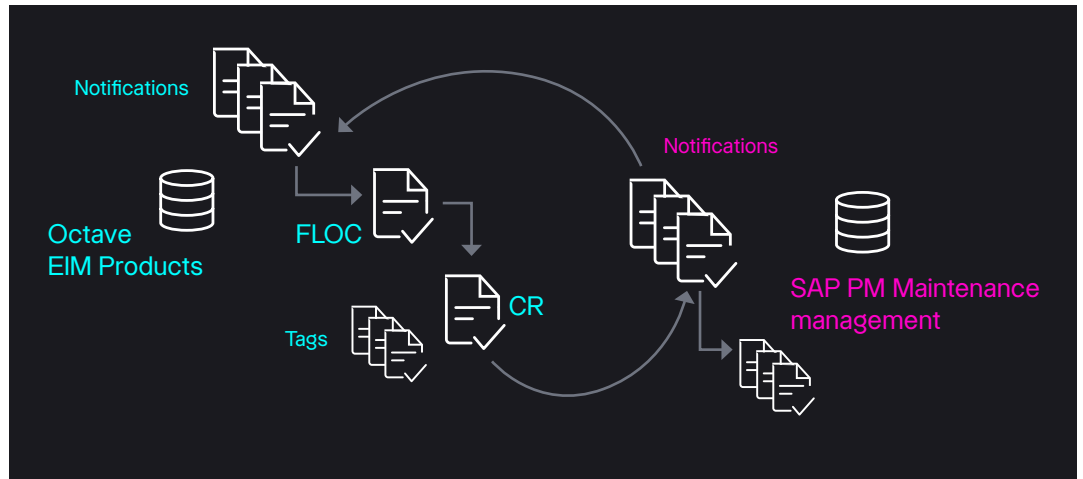 Notifications
Notifications
Octave
EIM Products
FLOC
SAP PM Maintenance
management
CR
Tags